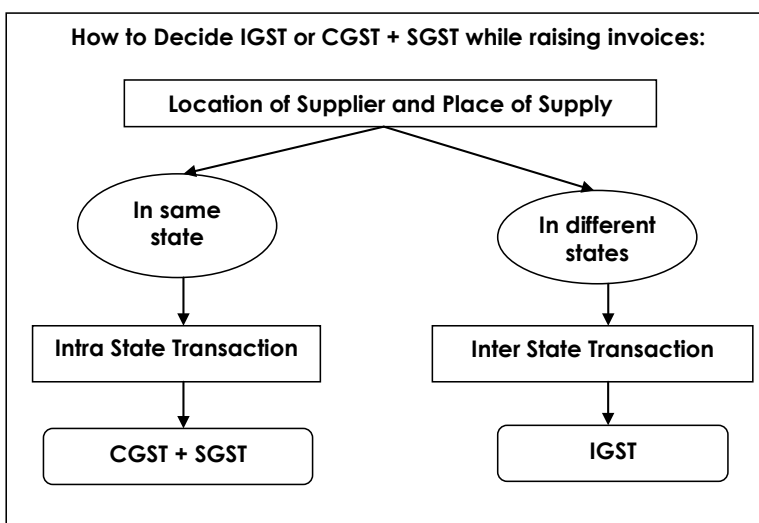 How to Decide IGST or CGST + SGST while raising invoices:
Location of Supplier and Place of Supply
In same
state
In different
states
Intra State Transaction
Inter State Transaction
CGST + SGST
IGST